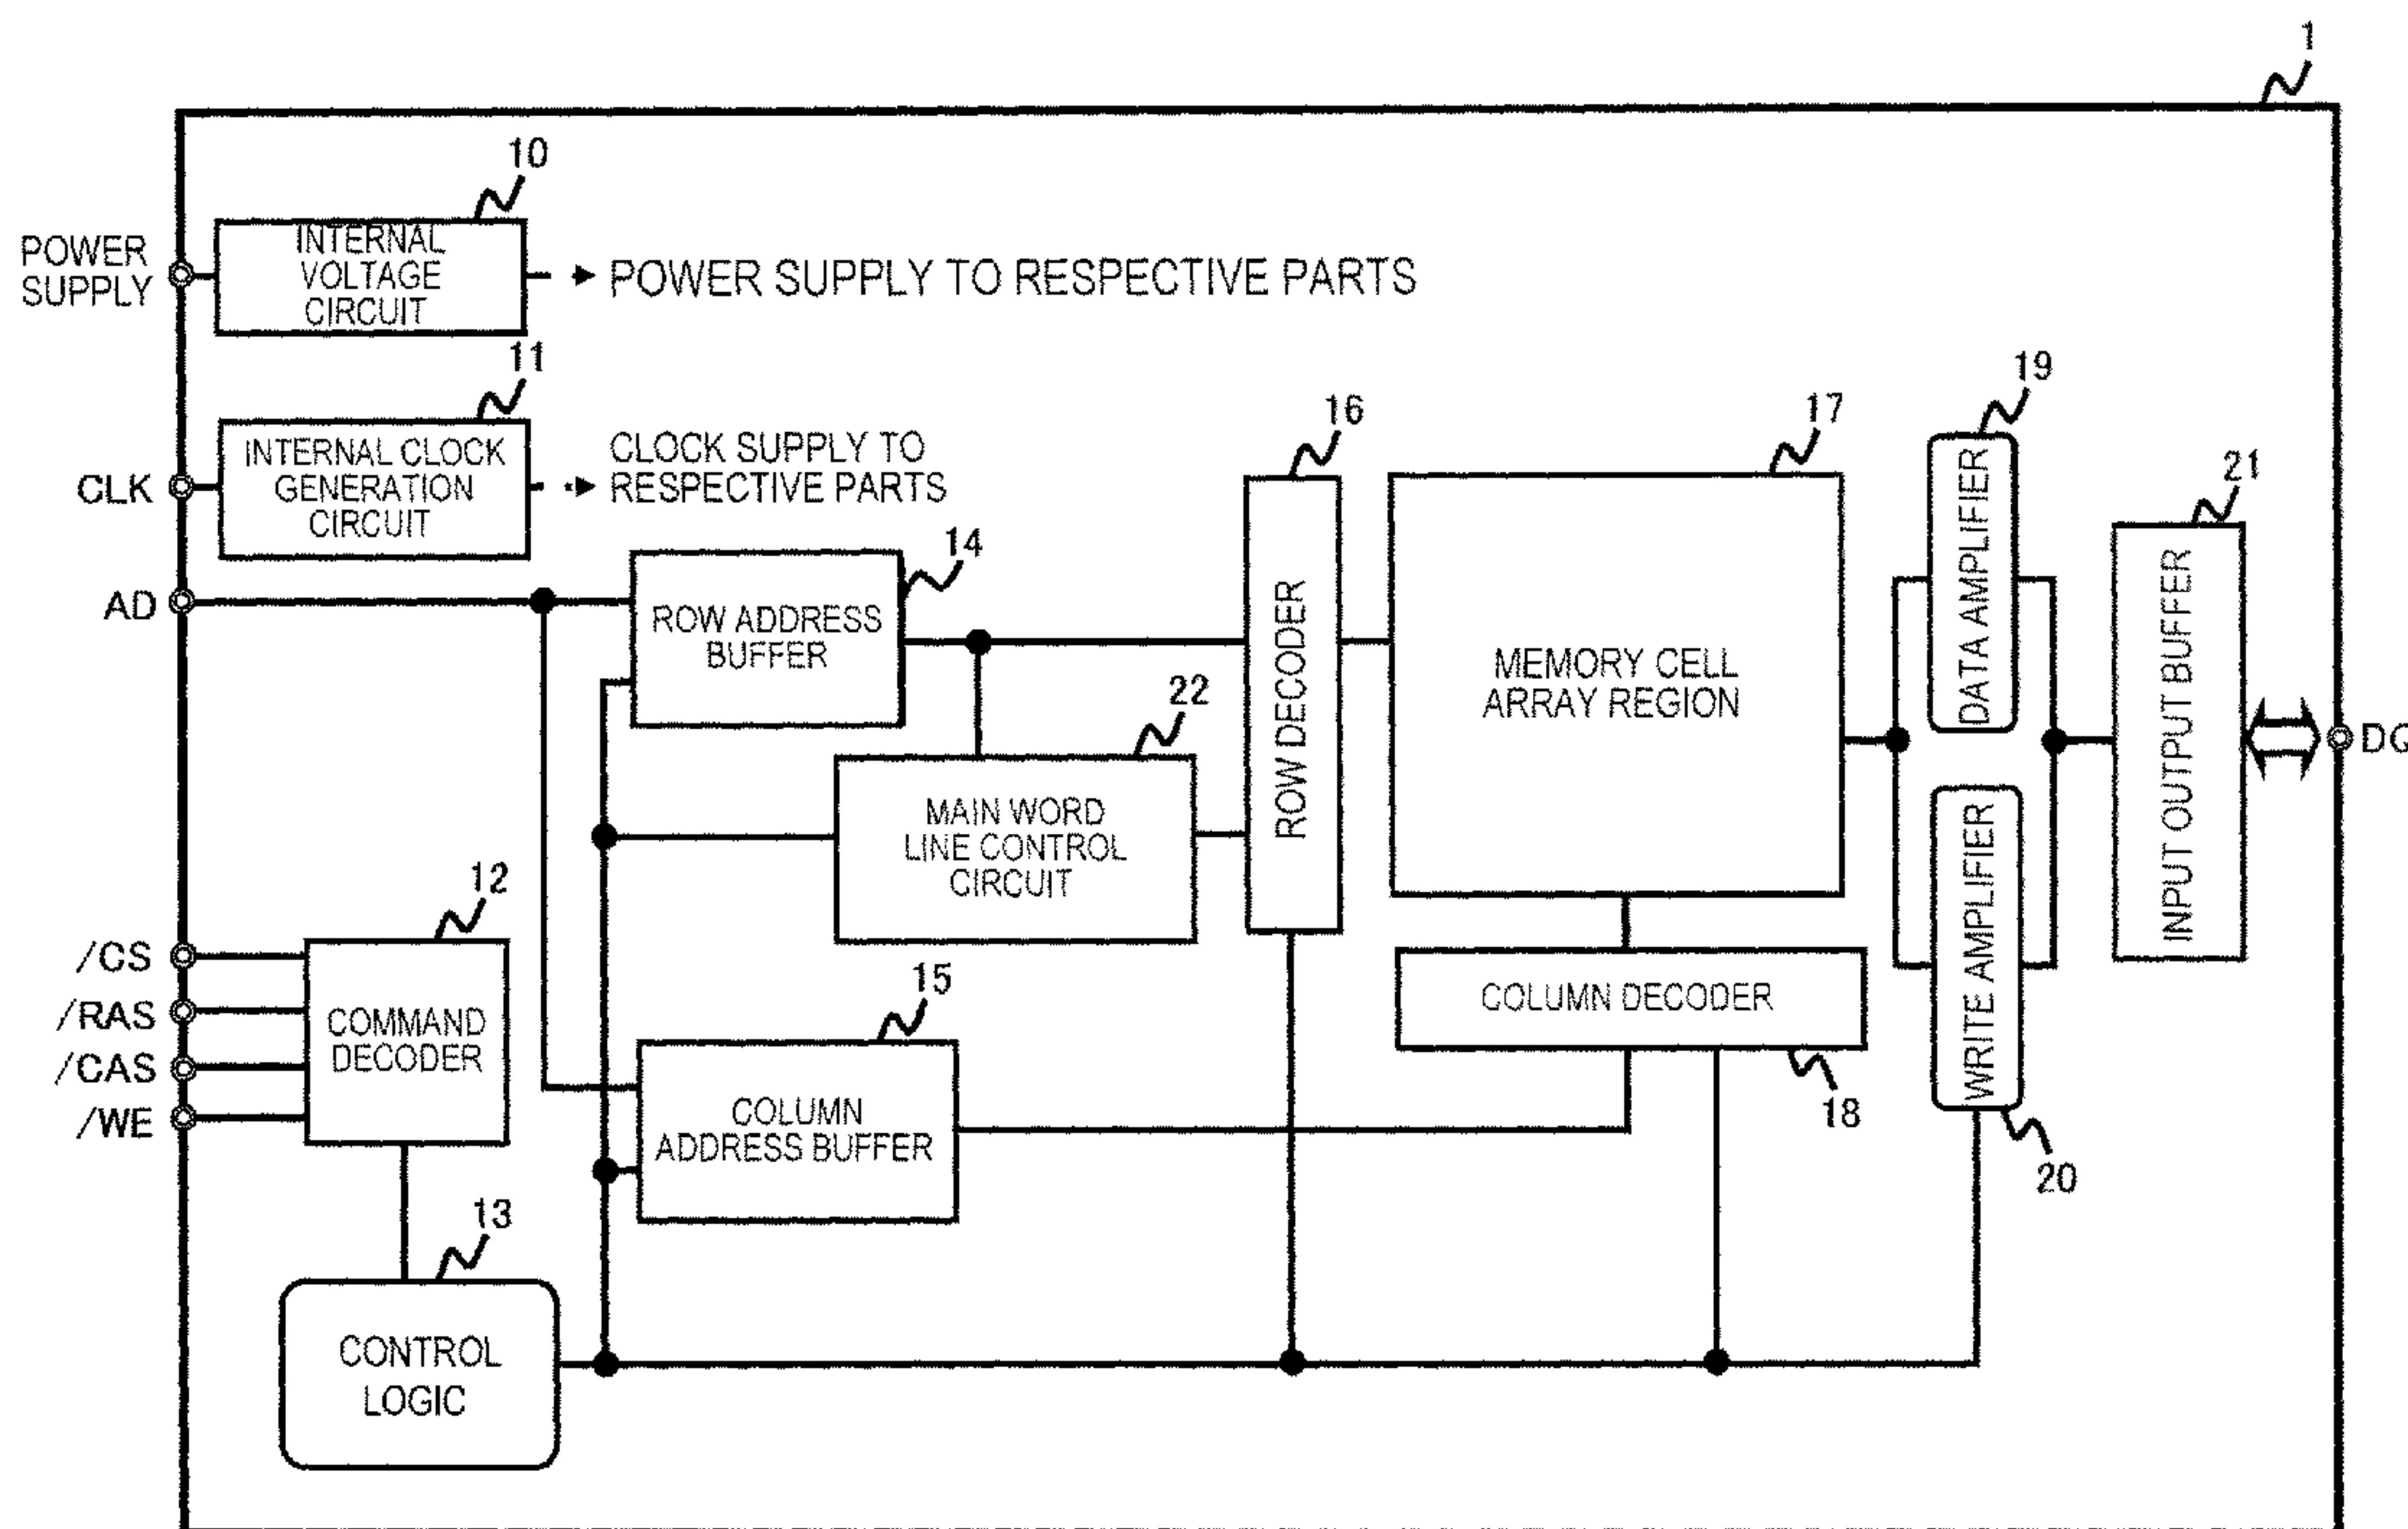 1
10
POWER
SUPPLY
INTERNAL
VOLTAGE
CIRCUIT
POWER SUPPLY TO RESPECTIVE PARTS
11
CLK
INTERNAL CLOCK
GENERATION
CIRCUIT
CLOCK SUPPLY TO
RESPECTIVE PARTS
14
AD
ROW ADDRESS
BUFFER
16
ROW DECODER
17
MEMORY CELL
ARRAY REGION
19
DATA AMPLIFIER
21
INPUT OUTPUT BUFFER
22
MAIN WORD
LINE CONTROL
CIRCUIT
12
/CS
/RAS
/CAS
/WE
COMMAND
DECODER
15
COLUMN
ADDRESS BUFFER
COLUMN DECODER
18
WRITE AMPLIFIER
20
13
CONTROL
LOGIC